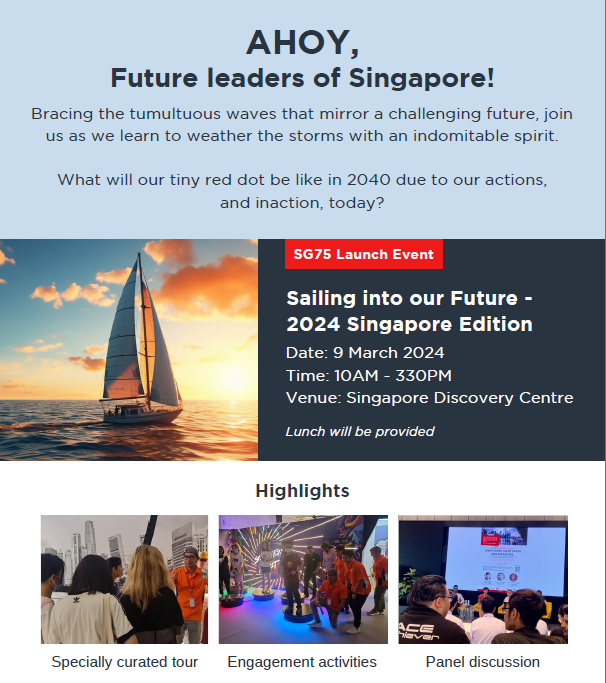 AHOY,
Future leaders of Singapore!
Bracing the tumultuous waves that mirror a challenging future, join
us as we learn to weather the storms with an indomitable spirit.
What will our tiny red dot be like in 2040 due to our actions,
and inaction, today?
SG75 Launch Event
Sailing into our Future -
2024 Singapore Edition
Date: 9 March 2024
Time: 10AM - 330PM
Venue: Singapore Discovery Centre
Lunch will be provided
Highlights
Specially curated tour
Engagement activities
Panel discussion